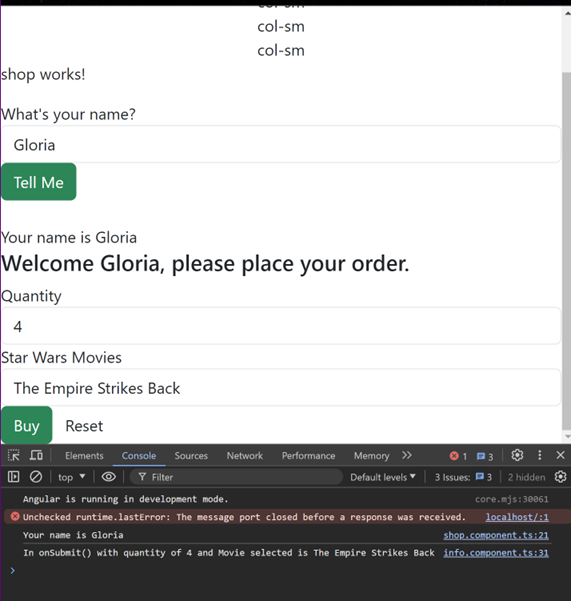 col-sm
col-sm
col-sm
shop works!
What's your name?
Gloria
Tell Me
Your name is Gloria
Welcome Gloria, please place your order.
Quantity
4
Star Wars Movies
The Empire Strikes Back
Buy Reset
Elements Console Sources Network Performance Memory 1 3
top Filter Default levels 3 Issues: 3 2 hidden
Angular is running in development mode. core.mjs:30061
Unchecked runtime.lastError: The message port closed before a response was received. localhost/:1
Your name is Gloria shop.component.ts:21
In onSubmit() with quantity of 4 and Movie selected is The Empire Strikes Back info.component.ts:31